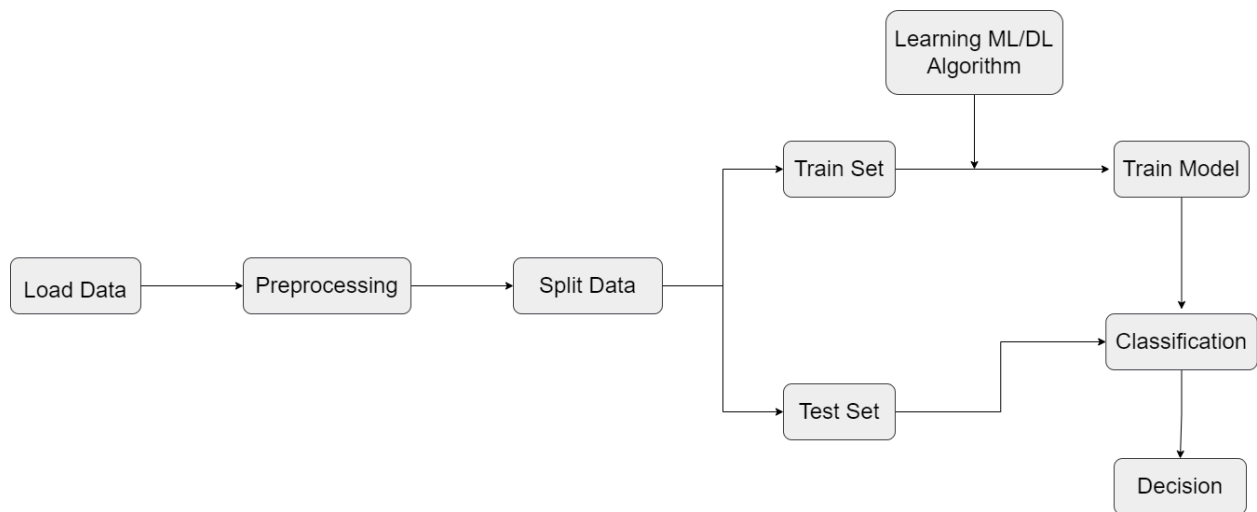 Learning ML/DL
Algorithm
Train Set
Train Model
Load Data
Preprocessing
Split Data
Classification
Test Set
Decision